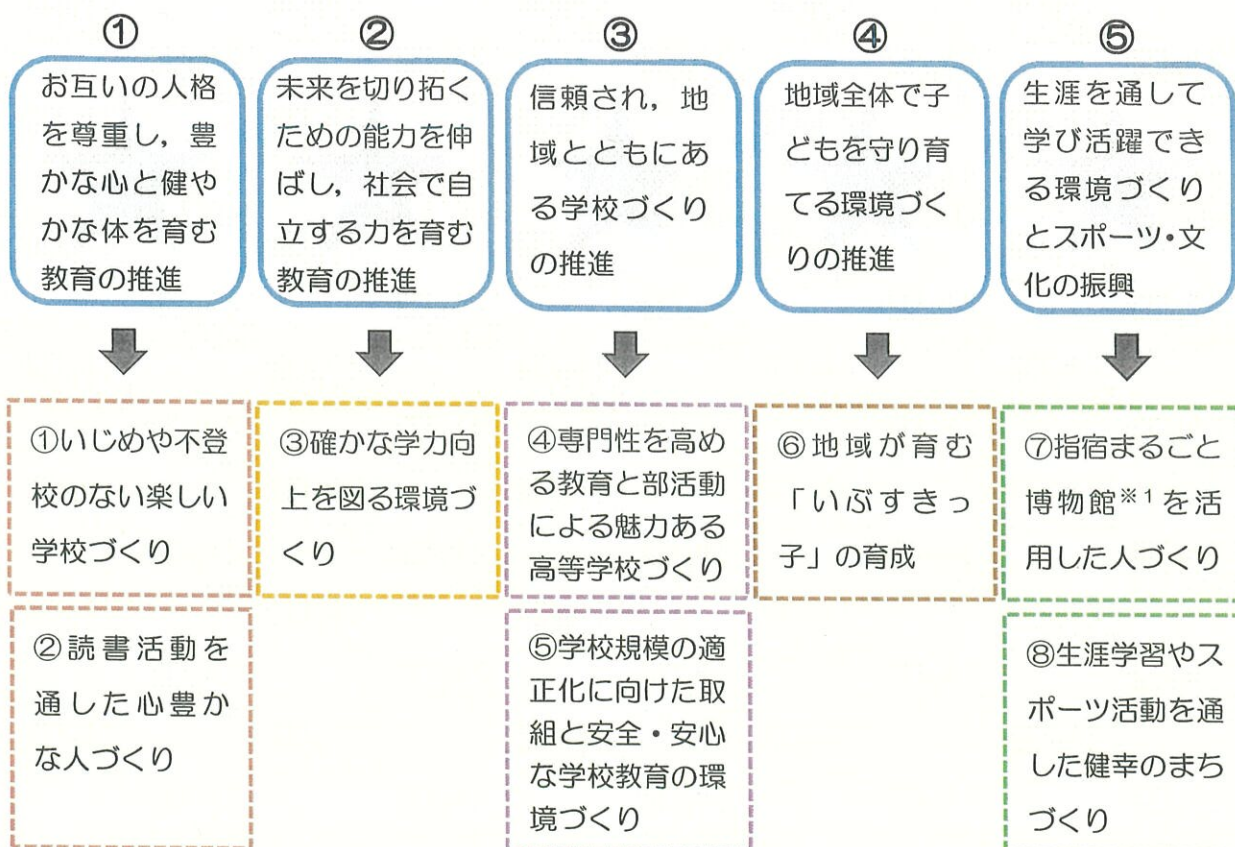 ①
お互いの人格
を尊重し，豊
かな心と健や
かな体を育む
教育の推進
②
未来を切り拓く
ための能力を伸
ばし，社会で自
立する力を育む
教育の推進
③
信頼され，地
域とともにあ
る学校づくり
の推進
④
地域全体で子
どもを守り育
てる環境づく
りの推進
⑤
生涯を通して
学び活躍でき
る環境づくり
とスポーツ・文
化の振興
①いじめや不登
校のない楽しい
学校づくり
②読書活動を
通した心豊か
な人づくり
③確かな学力向
上を図る環境づ
くり
④専門性を高め
る教育と部活動
による魅力ある
高等学校づくり
⑤学校規模の適
正化に向けた取
組と安全・安心
な学校教育の環
境づくり
⑥地域が育む
「いぶすきっ
子」の育成
⑦指宿まるごと
博物館※1を活
用した人づくり
⑧生涯学習やス
ポーツ活動を通
した健幸のまち
づくり